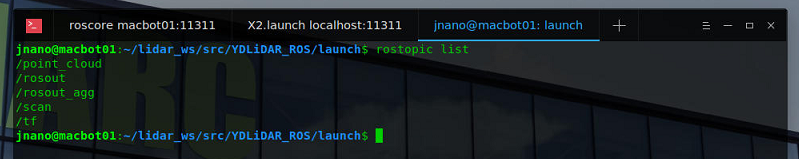 roscore macbot01:11311 X2.launch localhost:11311 jnano@macbot01: launch
jnano@macbot01:~/lidar_ws/src/YDLiDAR_ROS/launch$ rostopic list
/point_cloud
/rosout
/rosout_agg
/scan
/tf
jnano@macbot01:~/lidar_ws/src/YDLiDAR_ROS/launch$
ABC